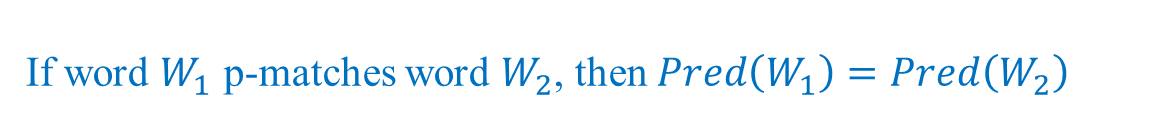 If word W₁ p-matches word W₂, then Pred(W₁) = Pred(W₂)